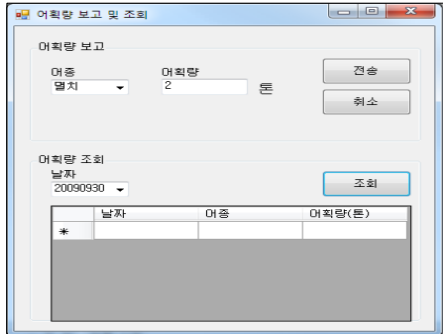 어획량 보고 및 조회
어획량 보고
어종 어획량
멸치 2 톤
전송
취소
어획량 조회
날짜
20090930
조회
날짜 어종 어획량(톤)
*